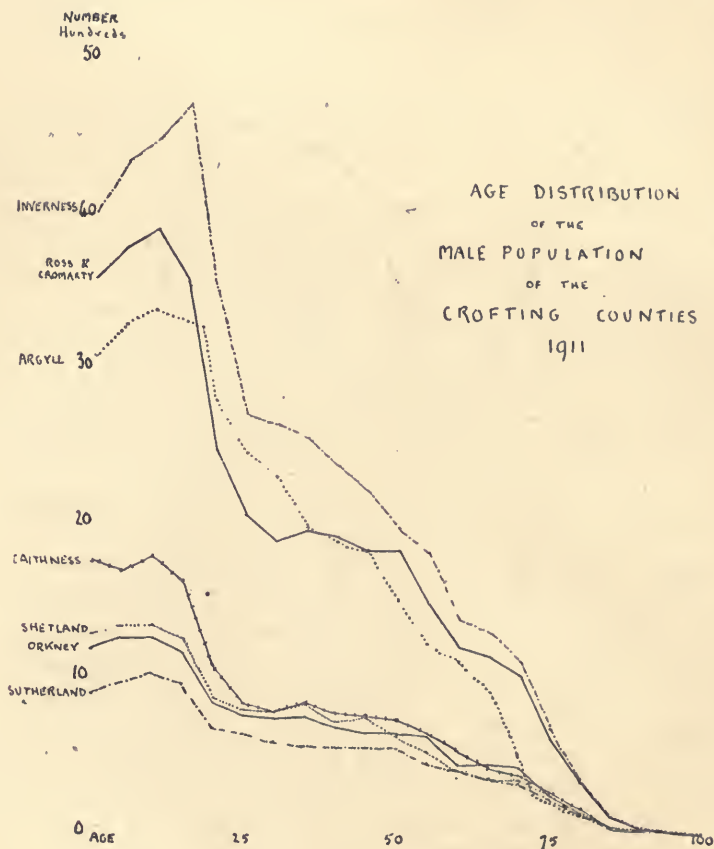 NUMBER
Hundreds
50
INVERNESS 40
ROSS &
CROMARTY
ARGYLL 30
20
CAITHNESS
SHETLAND
ORKNEY
10
SUTHERLAND
0 AGE 25 50 75 100
AGE DISTRIBUTION
OF THE
MALE POPULATION
OF THE
CROFTING COUNTIES
1911